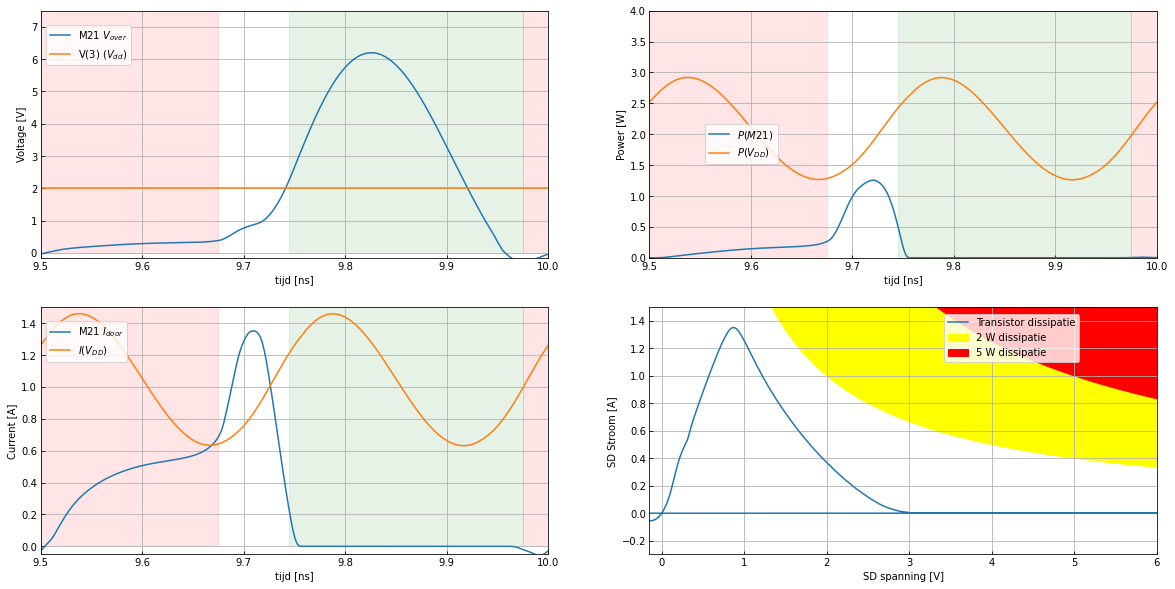 7
6
5
4
3
2
1
0
Voltage [V]
M21 V_over
V(3) (V_dd)
9.5 9.6 9.7 9.8 9.9 10.0
tijd [ns]
4.0
3.5
3.0
2.5
2.0
1.5
1.0
0.5
0.0
Power [W]
P(M21)
P(V_DD)
9.5 9.6 9.7 9.8 9.9 10.0
tijd [ns]
1.4
1.2
1.0
0.8
0.6
0.4
0.2
0.0
Current [A]
M21 I_door
I(V_DD)
9.5 9.6 9.7 9.8 9.9 10.0
tijd [ns]
1.4
1.2
1.0
0.8
0.6
0.4
0.2
0.0
−0.2
SD Stroom [A]
Transistor dissipatie
2 W dissipatie
5 W dissipatie
0 1 2 3 4 5 6
SD spanning [V]